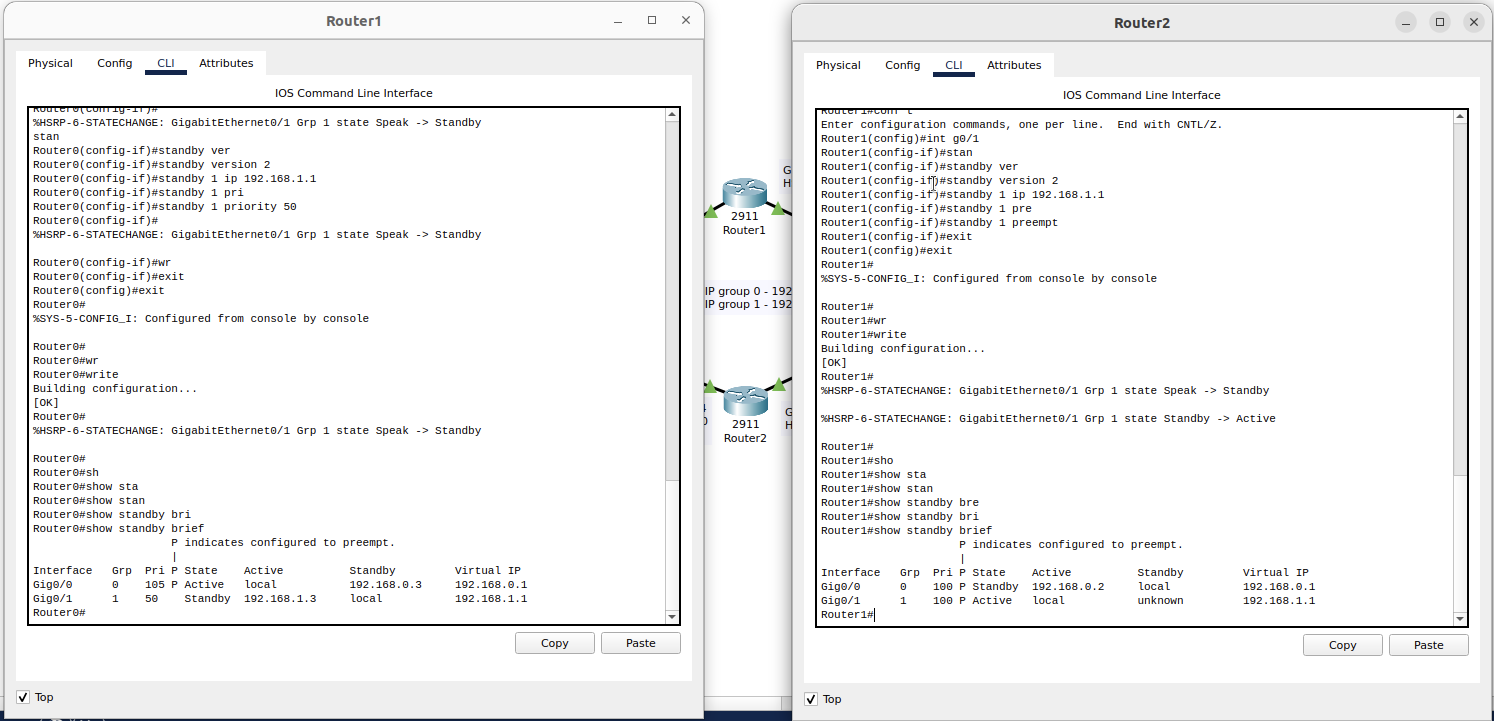 Router1
Physical Config CLI Attributes
IOS Command Line Interface
Router0(config-if)#
%HSRP-6-STATECHANGE: GigabitEthernet0/1 Grp 1 state Speak -> Standby
stan
Router0(config-if)#standby ver
Router0(config-if)#standby version 2
Router0(config-if)#standby 1 ip 192.168.1.1
Router0(config-if)#standby 1 pri
Router0(config-if)#standby 1 priority 50
Router0(config-if)#
%HSRP-6-STATECHANGE: GigabitEthernet0/1 Grp 1 state Speak -> Standby
Router0(config-if)#wr
Router0(config-if)#exit
Router0(config)#exit
Router0#
%SYS-5-CONFIG_I: Configured from console by console
Router0#
Router0#wr
Router0#write
Building configuration...
[OK]
Router0#
%HSRP-6-STATECHANGE: GigabitEthernet0/1 Grp 1 state Speak -> Standby
Router0#
Router0#sh
Router0#show sta
Router0#show stan
Router0#show standby bri
Router0#show standby brief
P indicates configured to preempt.
|
Interface Grp Pri P State Active Standby Virtual IP
Gig0/0 0 105 P Active local 192.168.0.3 192.168.0.1
Gig0/1 1 50 Standby 192.168.1.3 local 192.168.1.1
Router0#
Copy Paste
Top
G
H
2911
Router1
IP group 0 - 192
IP group 1 - 192
4
0
G
H
2911
Router2
Router2
Physical Config CLI Attributes
IOS Command Line Interface
Router1#conf t
Enter configuration commands, one per line. End with CNTL/Z.
Router1(config)#int g0/1
Router1(config-if)#stan
Router1(config-if)#standby ver
Router1(config-if)#standby version 2
Router1(config-if)#standby 1 ip 192.168.1.1
Router1(config-if)#standby 1 pre
Router1(config-if)#standby 1 preempt
Router1(config-if)#exit
Router1(config)#exit
Router1#
%SYS-5-CONFIG_I: Configured from console by console
Router1#
Router1#wr
Router1#write
Building configuration...
[OK]
Router1#
%HSRP-6-STATECHANGE: GigabitEthernet0/1 Grp 1 state Speak -> Standby
%HSRP-6-STATECHANGE: GigabitEthernet0/1 Grp 1 state Standby -> Active
Router1#
Router1#sho
Router1#show sta
Router1#show stan
Router1#show standby bre
Router1#show standby bri
Router1#show standby brief
P indicates configured to preempt.
|
Interface Grp Pri P State Active Standby Virtual IP
Gig0/0 0 100 P Standby 192.168.0.2 local 192.168.0.1
Gig0/1 1 100 P Active local unknown 192.168.1.1
Router1#
Copy Paste
Top